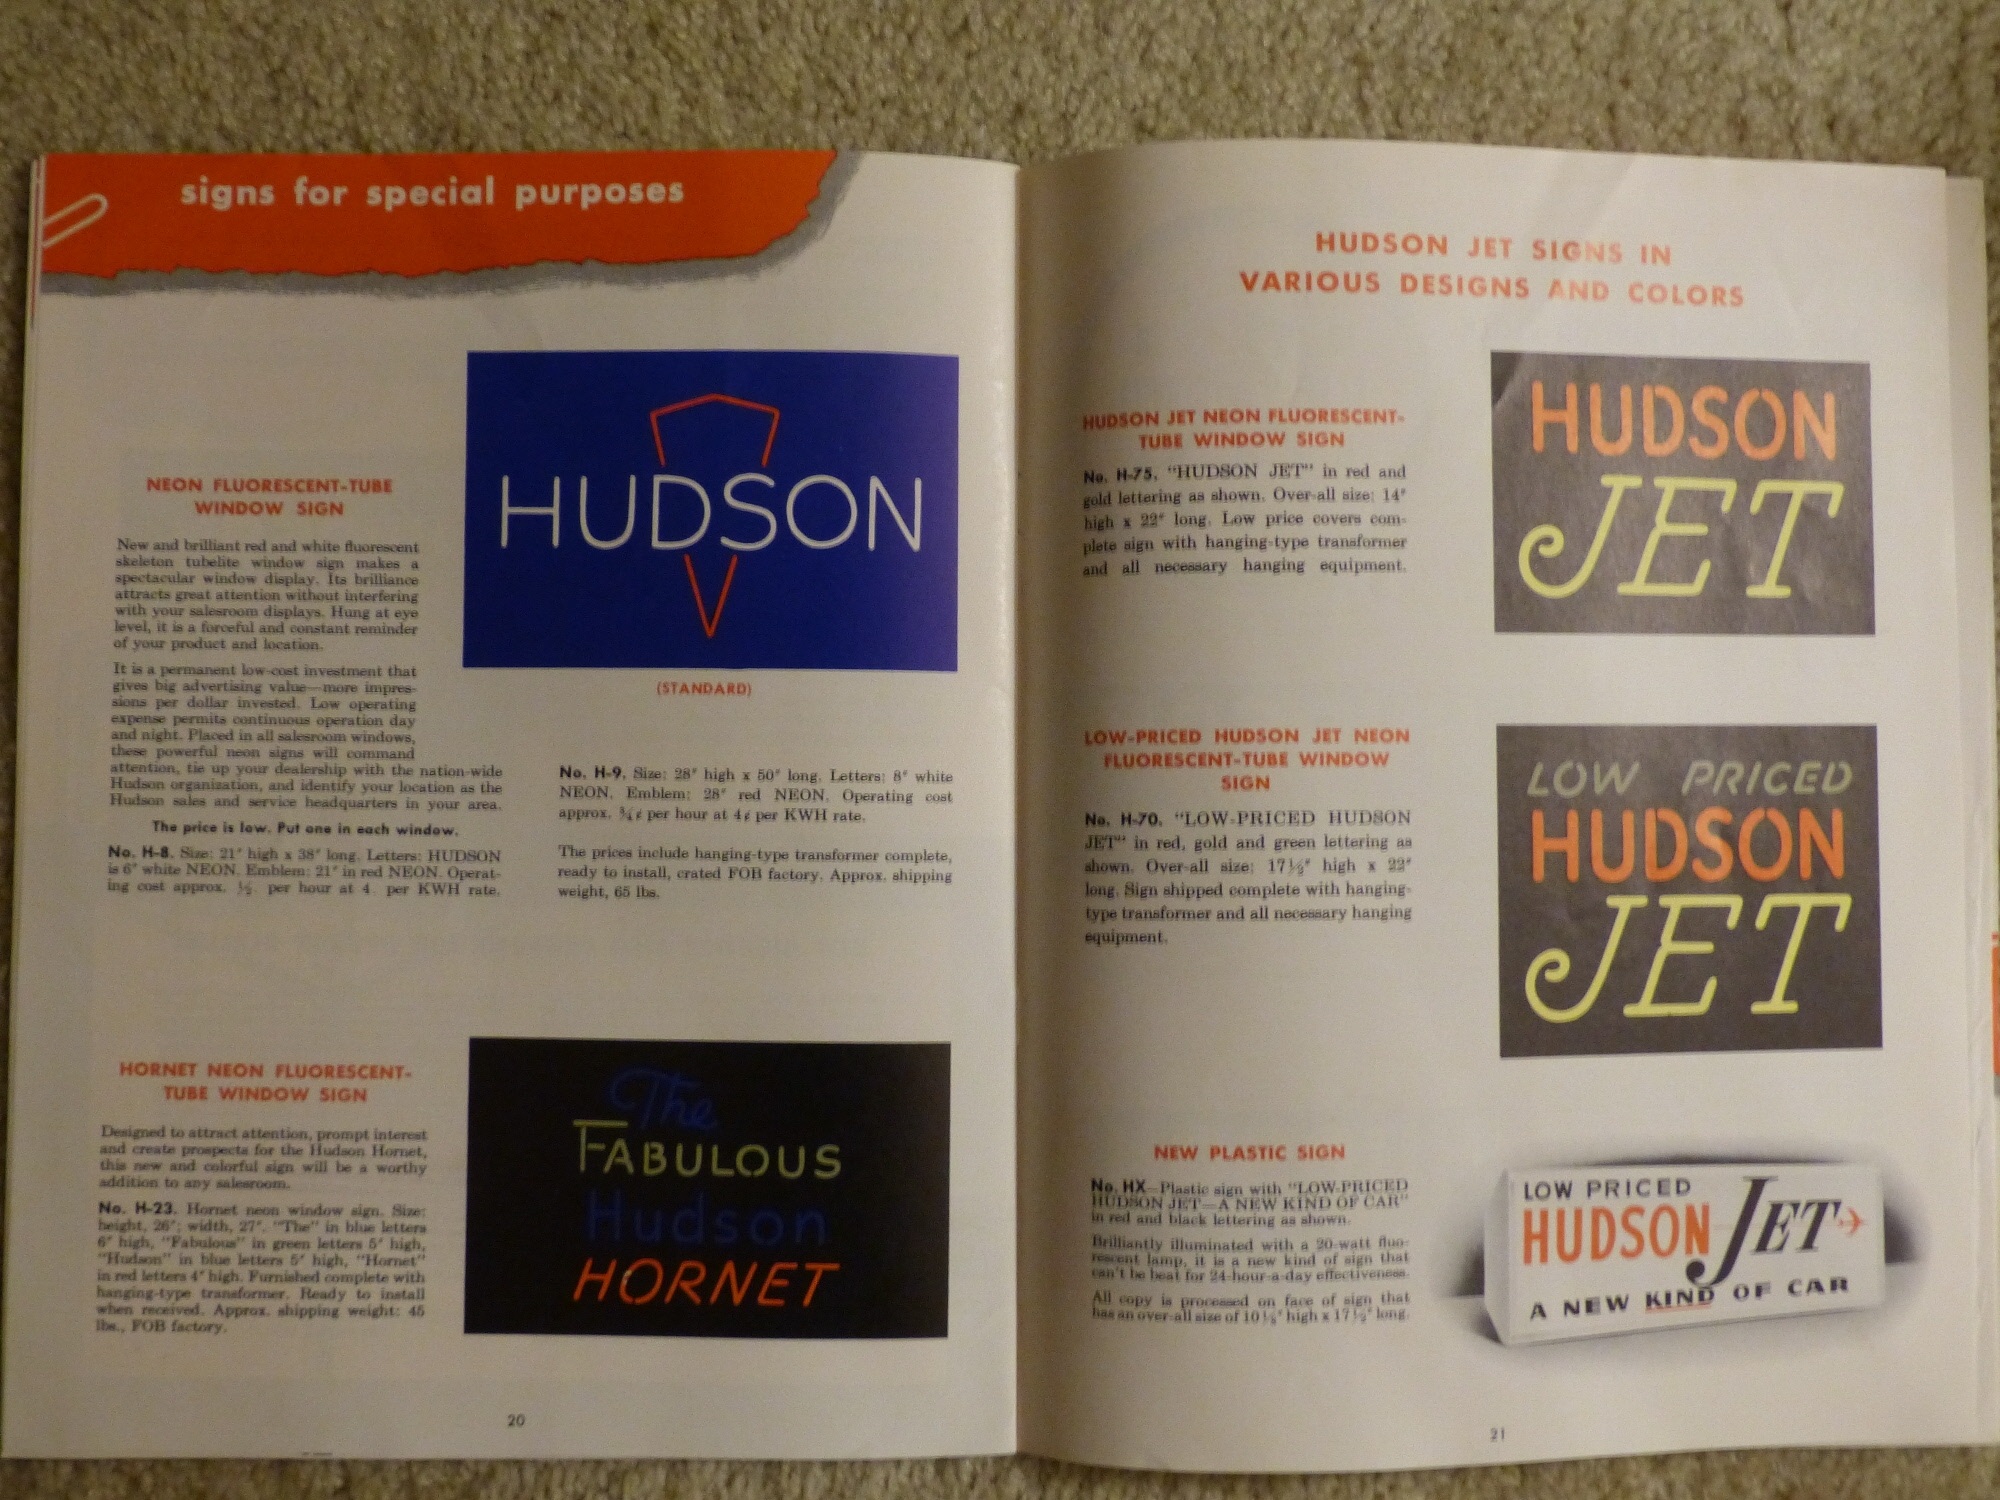 signs for special purposes
NEON FLUORESCENT-TUBE
WINDOW SIGN
New and brilliant red and white fluorescent
skeleton tubelite window sign makes a
spectacular window display. Its brilliance
attracts great attention without interfering
with your salesroom displays. Hung at eye
level, it is a forceful and constant reminder
of your product and location.
It is a permanent low-cost investment that
gives big advertising value—more impres-
sions per dollar invested. Low operating
expense permits continuous operation day
and night. Placed in all salesroom windows,
these powerful neon signs will command
attention, tie up your dealership with the nation-wide
Hudson organization, and identify your location as the
Hudson sales and service headquarters in your area.
The price is low. Put one in each window.
No. H-8. Size: 21" high x 38" long. Letters: HUDSON
is 6" white NEON. Emblem: 21" in red NEON. Operat-
ing cost approx. ½ per hour at 4. per KWH rate.
HUDSON
(STANDARD)
No. H-9. Size: 28" high x 50" long. Letters: 8" white
NEON. Emblem: 28" red NEON. Operating cost
approx. ¾¢ per hour at 4¢ per KWH rate.
The prices include hanging-type transformer complete,
ready to install, crated FOB factory. Approx. shipping
weight, 65 lbs.
HORNET NEON FLUORESCENT-
TUBE WINDOW SIGN
Designed to attract attention, prompt interest
and create prospects for the Hudson Hornet,
this new and colorful sign will be a worthy
addition to any salesroom.
No. H-23. Hornet neon window sign. Size:
height, 26"; width, 27". "The" in blue letters
6" high, "Fabulous" in green letters 5" high,
"Hudson" in blue letters 5" high, "Hornet"
in red letters 4" high. Furnished complete with
hanging-type transformer. Ready to install
when received. Approx. shipping weight: 45
lbs., FOB factory.
The
FABULOUS
Hudson
HORNET
20
HUDSON JET SIGNS IN
VARIOUS DESIGNS AND COLORS
HUDSON JET NEON FLUORESCENT-
TUBE WINDOW SIGN
No. H-75. "HUDSON JET" in red and
gold lettering as shown. Over-all size: 14"
high x 22" long. Low price covers com-
plete sign with hanging-type transformer
and all necessary hanging equipment.
HUDSON
JET
LOW-PRICED HUDSON JET NEON
FLUORESCENT-TUBE WINDOW
SIGN
No. H-70. "LOW-PRICED HUDSON
JET" in red, gold and green lettering as
shown. Over-all size: 17½" high x 22"
long. Sign shipped complete with hanging-
type transformer and all necessary hanging
equipment.
LOW PRICED
HUDSON
JET
NEW PLASTIC SIGN
No. HX—Plastic sign with "LOW-PRICED
HUDSON JET—A NEW KIND OF CAR"
in red and black lettering as shown.
Brilliantly illuminated with a 20-watt fluo-
rescent lamp, it is a new kind of sign that
can't be beat for 24-hour-a-day effectiveness.
All copy is processed on face of sign that
has an over-all size of 10½" high x 17½" long.
LOW PRICED
HUDSON JET
A NEW KIND OF CAR
21